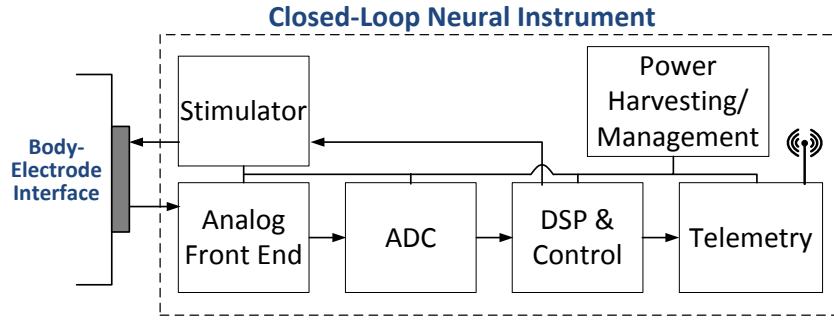 Closed-Loop Neural Instrument
Stimulator
Power
Harvesting/
Management
Body-
Electrode
Interface
Analog
Front End
ADC
DSP &
Control
Telemetry